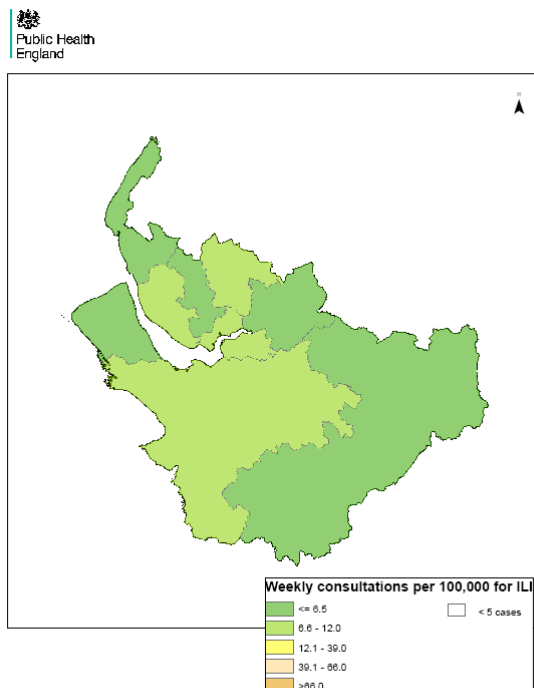 Public Health
England
Weekly consultations per 100,000 for ILI
<= 6.5
< 5 cases
6.6 - 12.0
12.1 - 39.0
39.1 - 66.0
>66.0